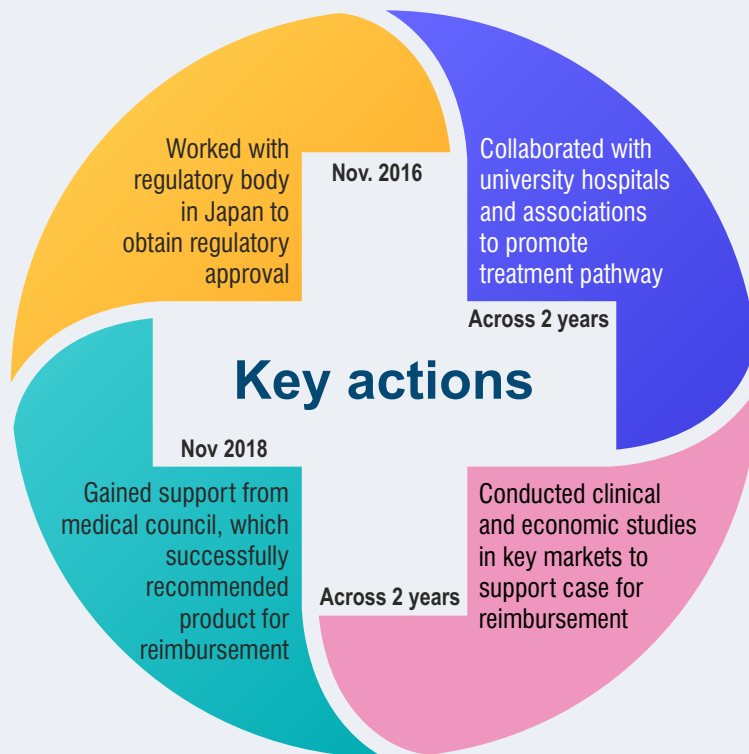 Worked with
regulatory body
in Japan to
obtain regulatory
approval
Nov. 2016
Collaborated with
university hospitals
and associations
to promote
treatment pathway
Across 2 years
Key actions
Nov 2018
Gained support from
medical council, which
successfully
recommended
product for
reimbursement
Across 2 years
Conducted clinical
and economic studies
in key markets to
support case for
reimbursement